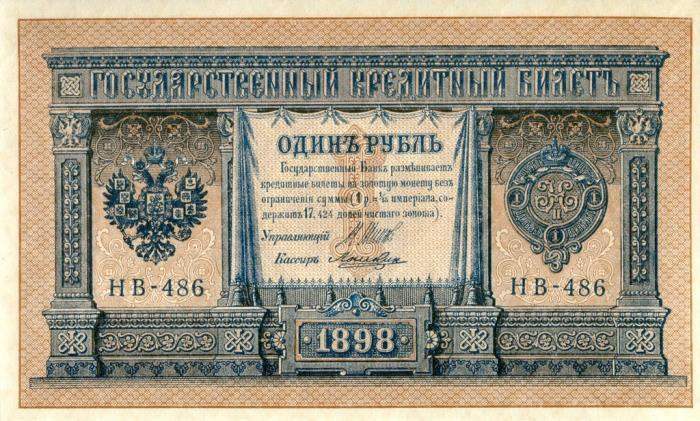 ГОСУДАРСТВЕННЫЙ КРЕДИТНЫЙ БИЛЕТЪ
ОДИНЪ РУБЛЬ
Государственный Банкъ размѣниваетъ
кредитные билеты на золотую монету безъ
ограниченія суммы (1 р. = 1/15 имперіала, со-
держитъ 17,424 долей чистаго золота).
Управляющій
Кассиръ
НВ-486
НВ-486
1898